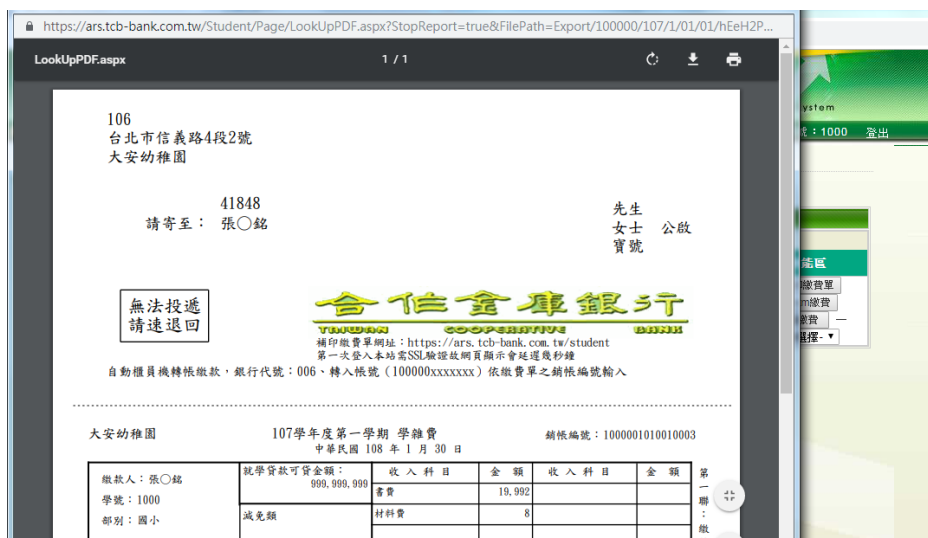 https://ars.tcb-bank.com.tw/Student/Page/LookUpPDF.aspx?StopReport=true&FilePath=Export/100000/107/1/01/01/hEeH2P...
LookUpPDF.aspx 1 / 1
106
台北市信義路4段2號
大安幼稚園
41848
請寄至： 張○銘
先生
女士 公啟
寶號
無法投遞
請速退回
合作金庫銀行
TAIWAN COOPERATIVE BANK
補印繳費單網址：https://ars.tcb-bank.com.tw/student
第一次登入本站需SSL驗證故網頁顯示會延遲幾秒鐘
自動櫃員機轉帳繳款，銀行代號：006、轉入帳號（100000xxxxxxx）依繳費單之銷帳編號輸入
大安幼稚園 107學年度第一學期 學雜費 銷帳編號：1000001010010003
中華民國 108 年 1 月 30 日
繳款人：張○銘
學號：1000
部別：國小
就學貸款可貸金額：
999,999,999
減免類
收入科目 金額 收入科目 金額
書費 19,992
材料費 8
第一聯：繳
ystem
號：1000 登出
能區
繳費單
m繳費
繳費
選擇-